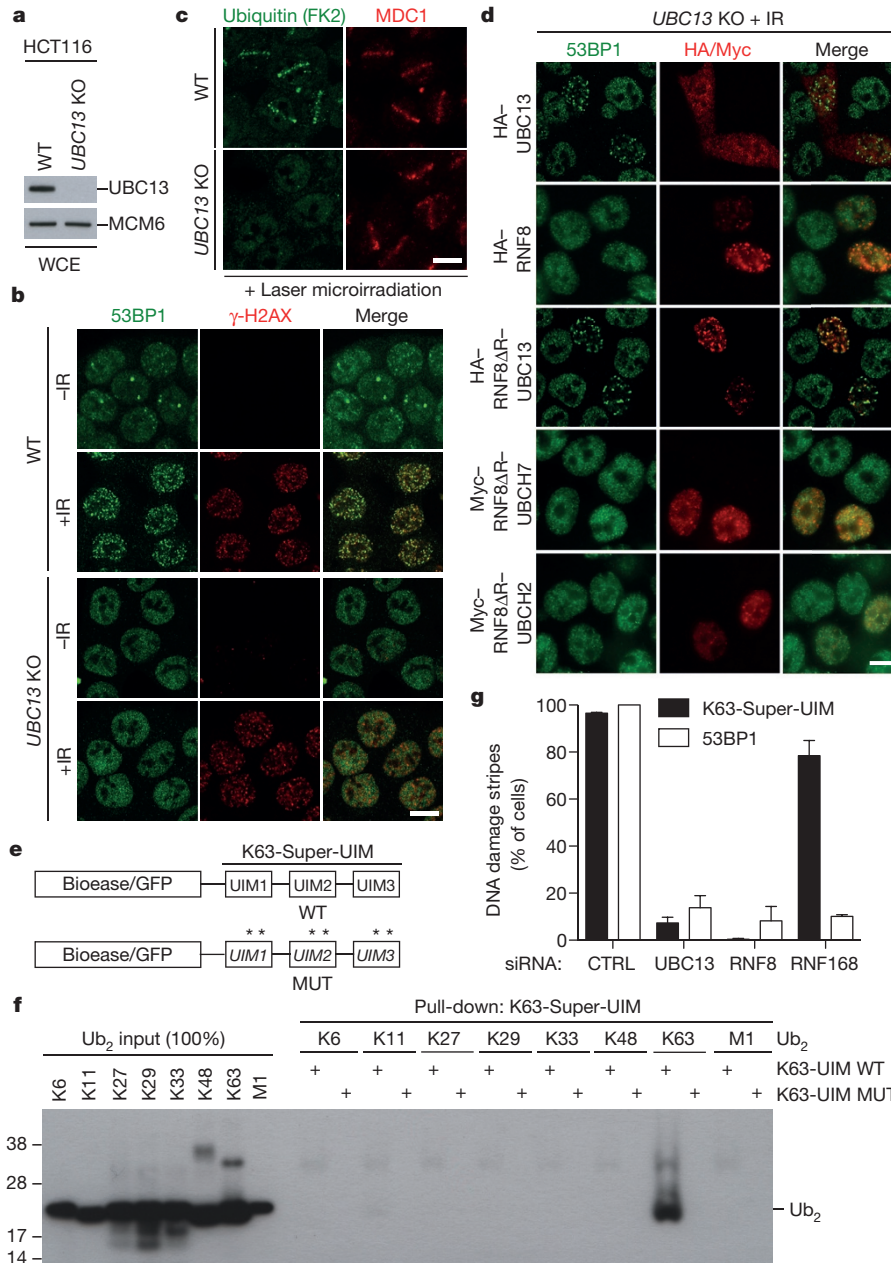 a
HCT116
WT
UBC13 KO
UBC13
MCM6
WCE
b
53BP1 γ-H2AX Merge
WT
–IR
+IR
UBC13 KO
–IR
+IR
c
Ubiquitin (FK2) MDC1
WT
UBC13 KO
+ Laser microirradiation
d
UBC13 KO + IR
53BP1 HA/Myc Merge
HA–
UBC13
HA–
RNF8
HA–
RNF8ΔR–
UBC13
Myc–
RNF8ΔR–
UBCH7
Myc–
RNF8ΔR–
UBCH2
e
K63-Super-UIM
Bioease/GFP UIM1 UIM2 UIM3
WT
* * * * * *
Bioease/GFP UIM1 UIM2 UIM3
MUT
f
Ub2 input (100%)
K6 K11 K27 K29 K33 K48 K63 M1
Pull-down: K63-Super-UIM
K6 K11 K27 K29 K33 K48 K63 M1 Ub2
+ + + + + + + + K63-UIM WT
+ + + + + + + + K63-UIM MUT
38
28
17
14
Ub2
g
DNA damage stripes
(% of cells)
100
80
60
40
20
0
K63-Super-UIM
53BP1
siRNA: CTRL UBC13 RNF8 RNF168